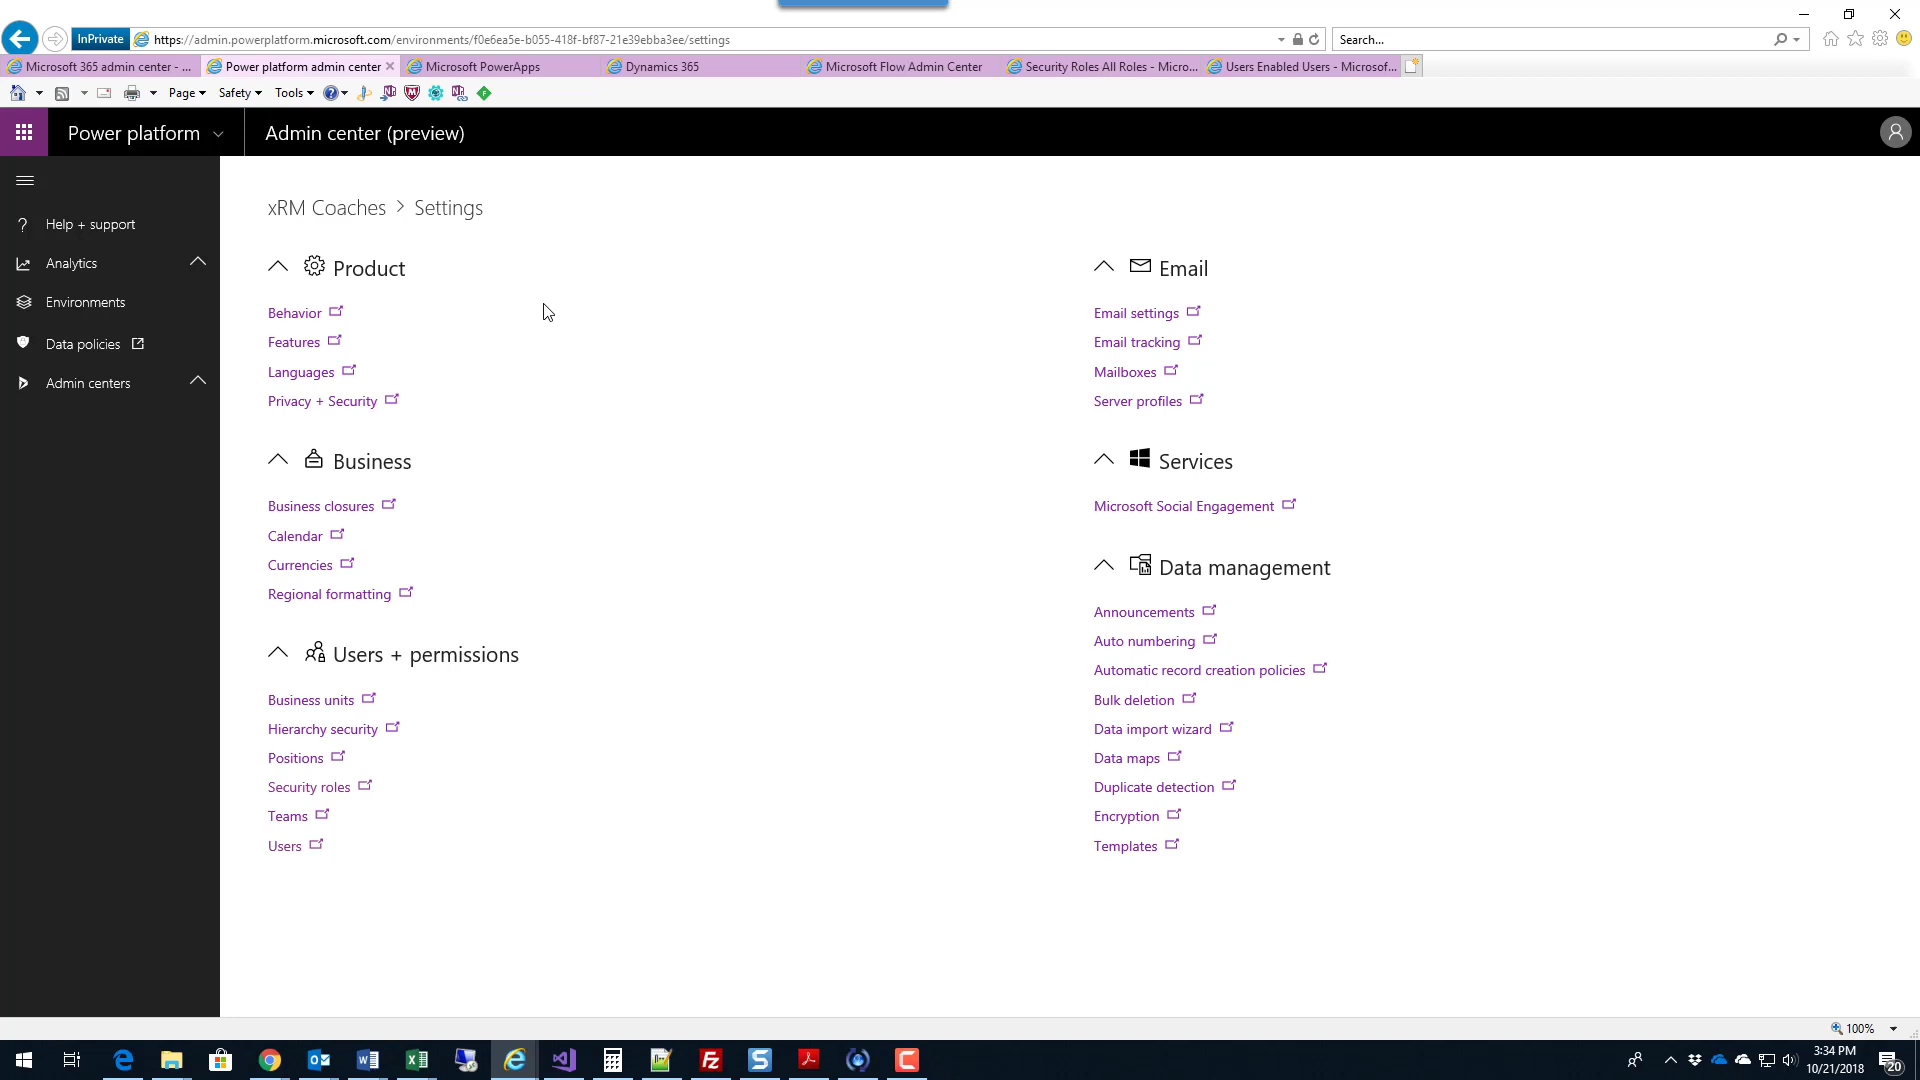 InPrivate
https://admin.powerplatform.microsoft.com/environments/f0e6ea5e-b055-418f-bf87-21e39ebba3ee/settings
Search...
Microsoft 365 admin center - ...
Power platform admin center
Microsoft PowerApps
Dynamics 365
Microsoft Flow Admin Center
Security Roles All Roles - Micro...
Users Enabled Users - Microsof...
Page
Safety
Tools
Power platform
Admin center (preview)
Help + support
Analytics
Environments
Data policies
Admin centers
xRM Coaches > Settings
Product
Behavior
Features
Languages
Privacy + Security
Business
Business closures
Calendar
Currencies
Regional formatting
Users + permissions
Business units
Hierarchy security
Positions
Security roles
Teams
Users
Email
Email settings
Email tracking
Mailboxes
Server profiles
Services
Microsoft Social Engagement
Data management
Announcements
Auto numbering
Automatic record creation policies
Bulk deletion
Data import wizard
Data maps
Duplicate detection
Encryption
Templates
100%
3:34 PM
10/21/2018
20